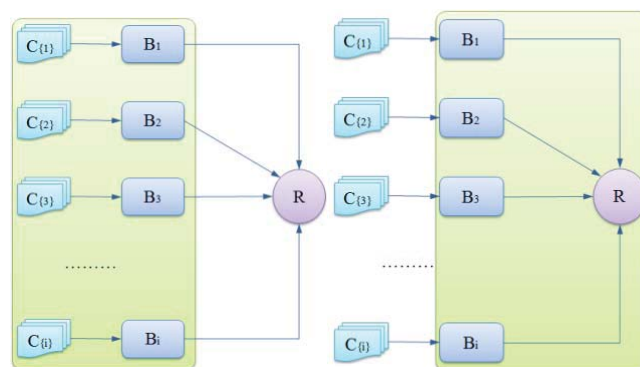 C{1} B1
C{2} B2
C{3} B3
R
.........
C{i} Bi
C{1} B1
C{2} B2
C{3} B3
R
.........
C{i} Bi